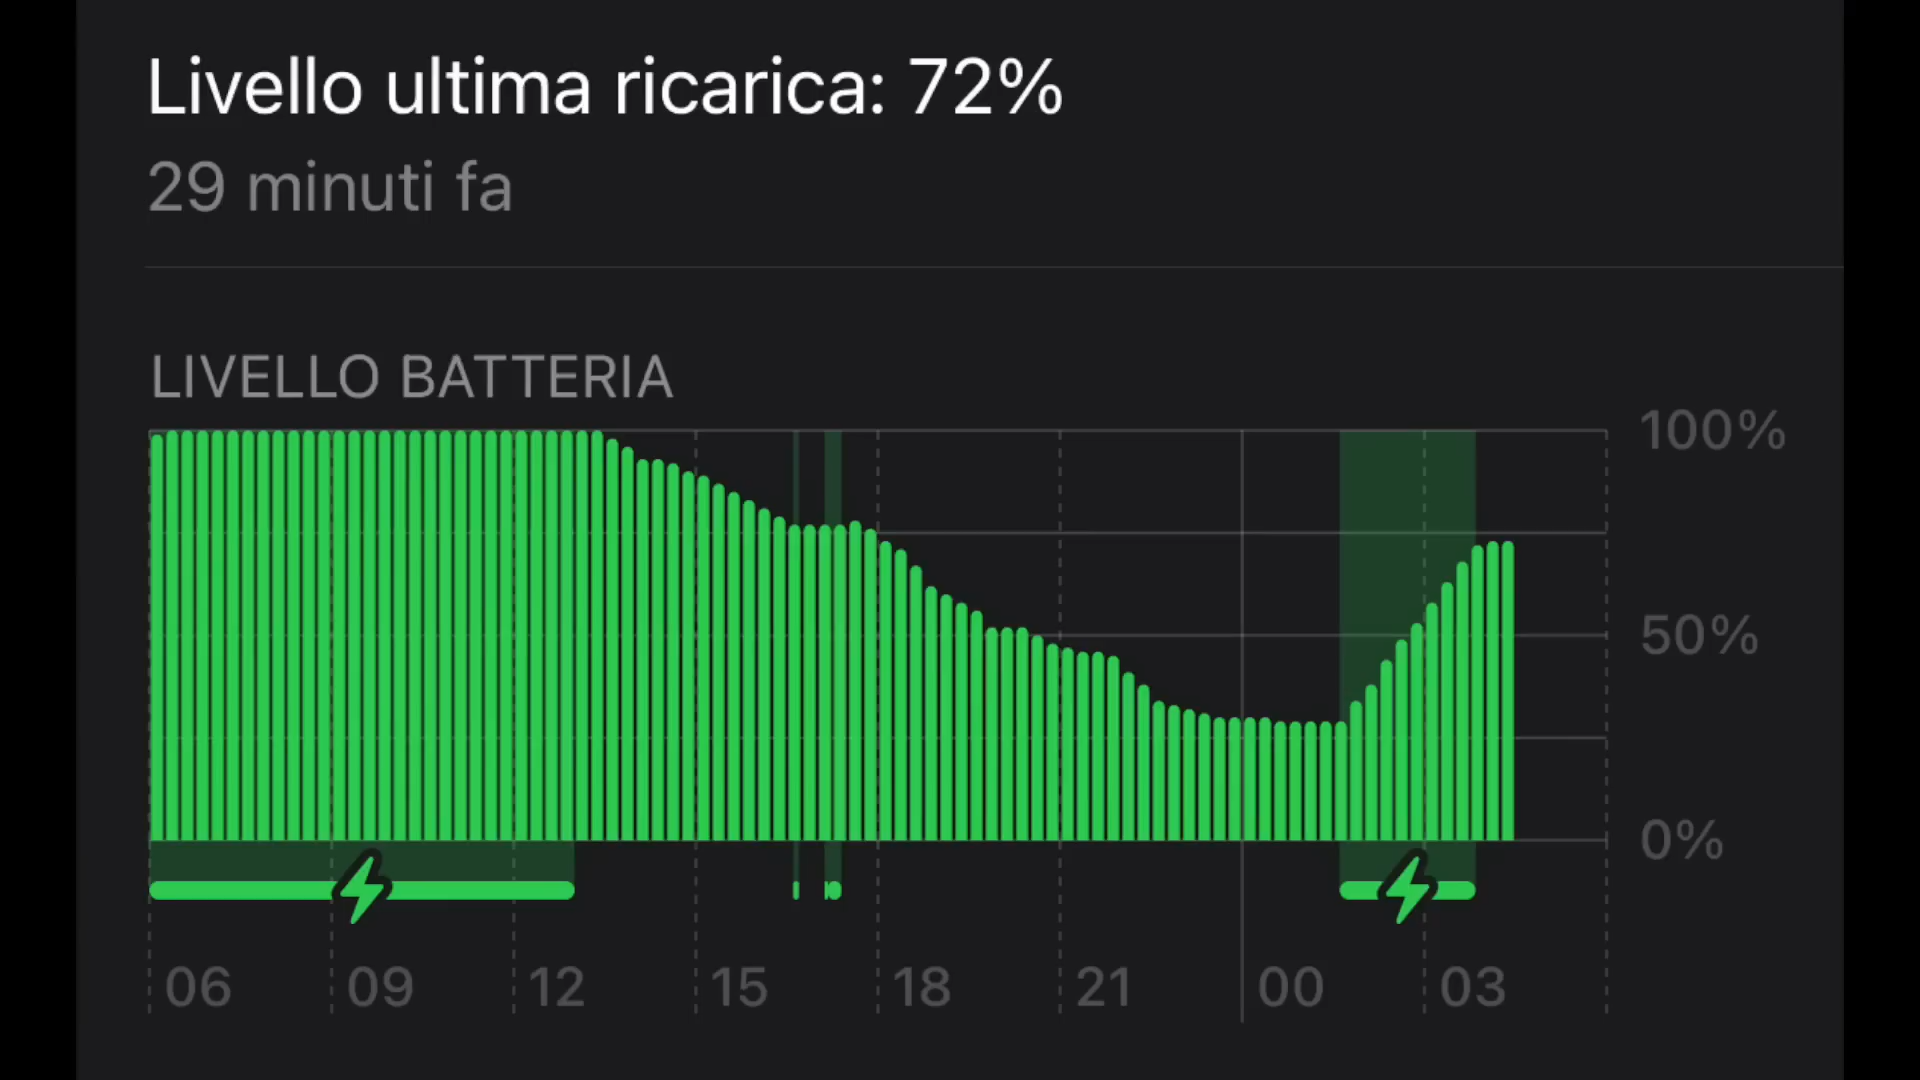 Livello ultima ricarica: 72%
29 minuti fa
LIVELLO BATTERIA
100%
50%
0%
06 09 12 15 18 21 00 03